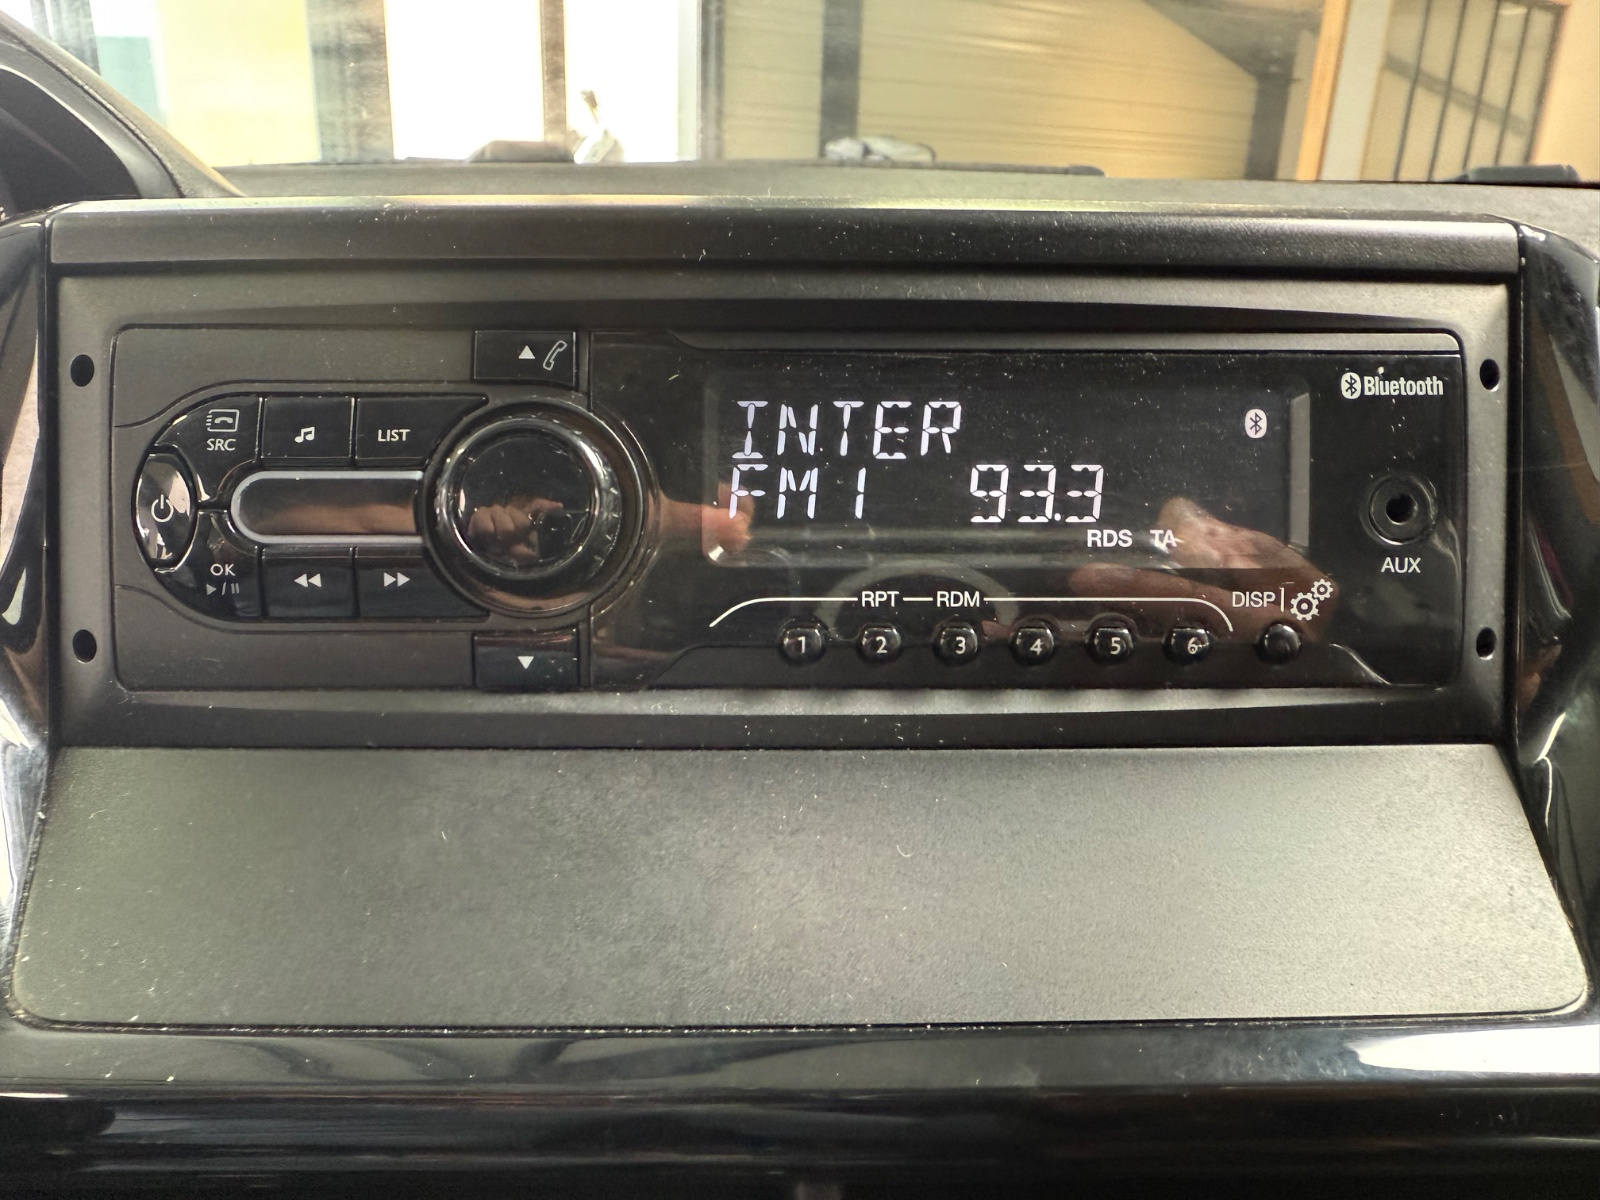 SRC
LIST
OK
INTER
FM1 93.3
RDS TA
RPT RDM
DISP
1 2 3 4 5 6
Bluetooth
AUX